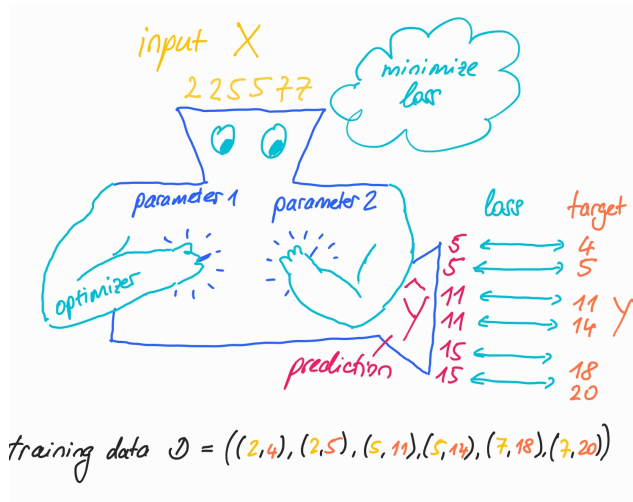 input X
2 2 5 5 7 7
minimize
loss
parameter 1
parameter 2
optimizer
loss
target
5 4
5 5
11 11
11 14
15 18
15 20
ŷ
y
prediction
training data D = ((2,4), (2,5), (5,11), (5,14), (7,18), (7,20))